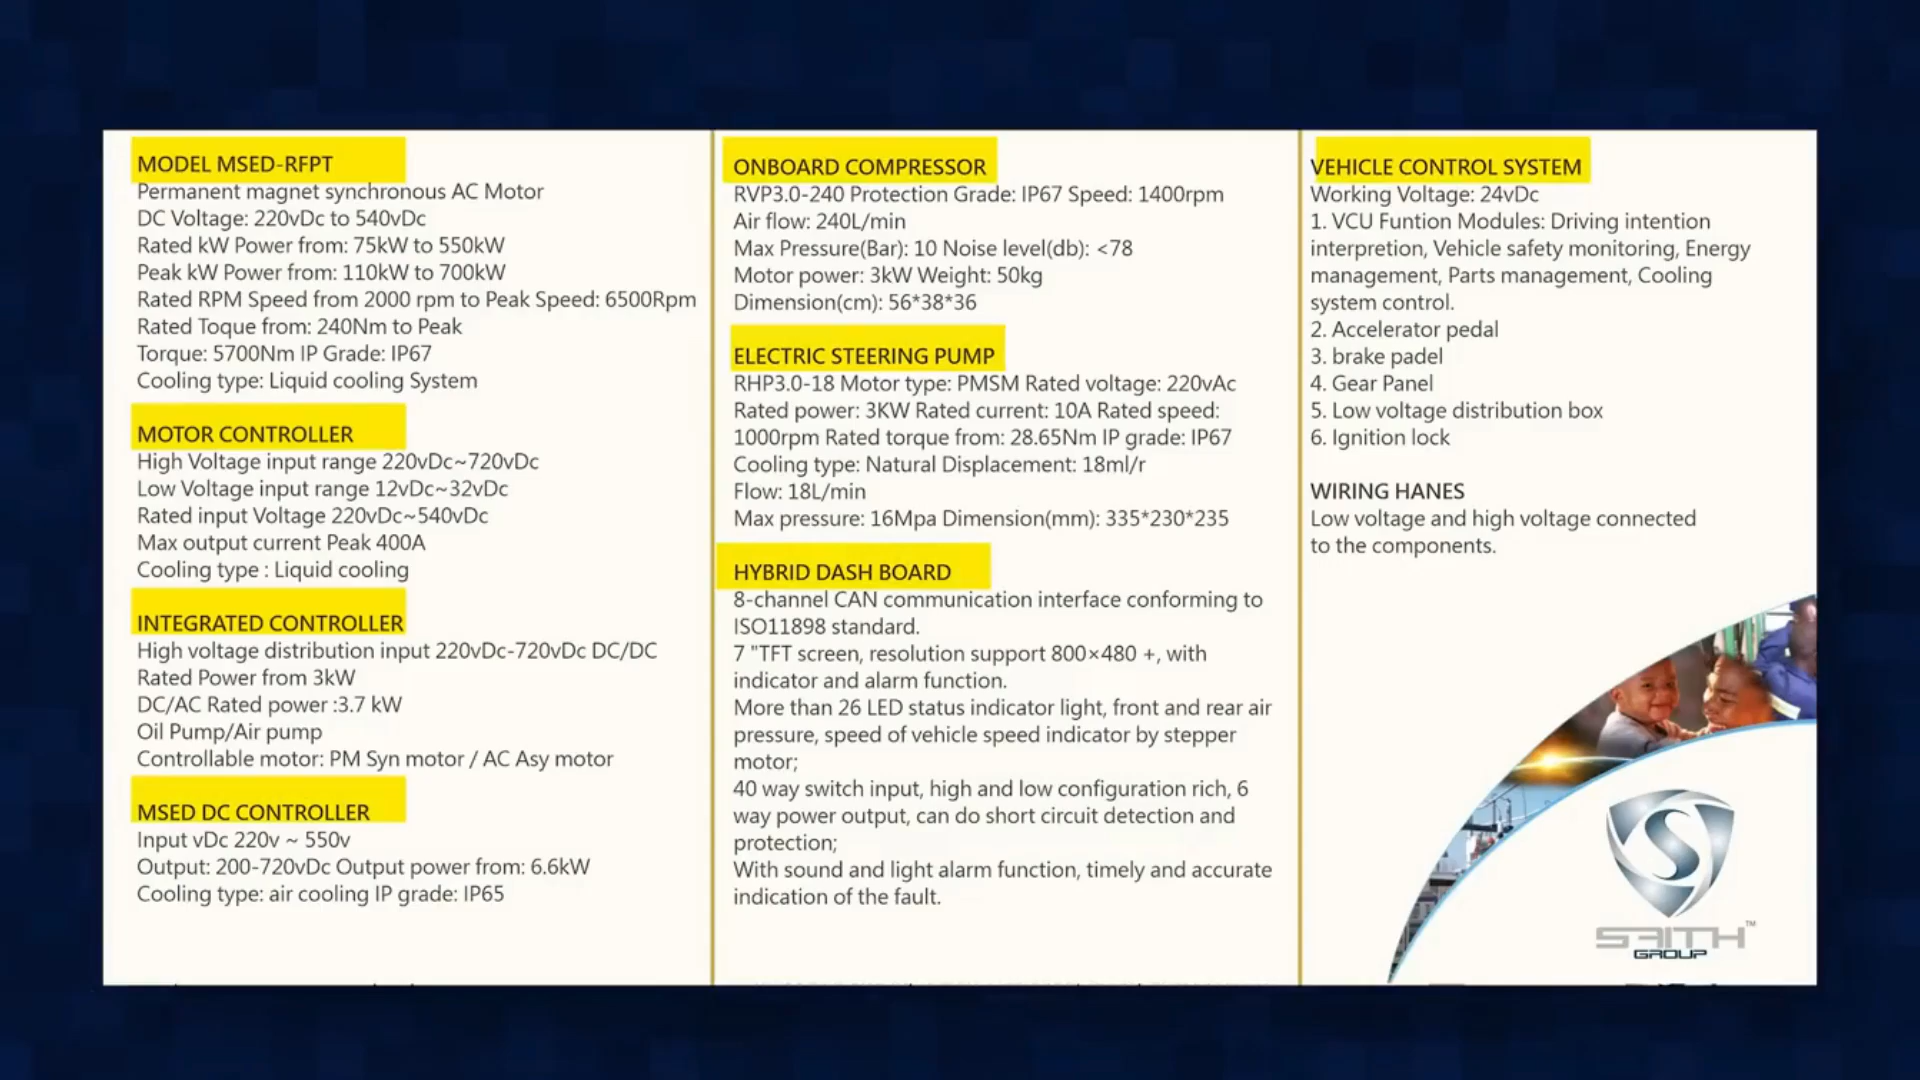 MODEL MSED-RFPT
Permanent magnet synchronous AC Motor
DC Voltage: 220vDc to 540vDc
Rated kW Power from: 75kW to 550kW
Peak kW Power from: 110kW to 700kW
Rated RPM Speed from 2000 rpm to Peak Speed: 6500Rpm
Rated Toque from: 240Nm to Peak
Torque: 5700Nm IP Grade: IP67
Cooling type: Liquid cooling System
MOTOR CONTROLLER
High Voltage input range 220vDc~720vDc
Low Voltage input range 12vDc~32vDc
Rated input Voltage 220vDc~540vDc
Max output current Peak 400A
Cooling type : Liquid cooling
INTEGRATED CONTROLLER
High voltage distribution input 220vDc-720vDc DC/DC
Rated Power from 3kW
DC/AC Rated power :3.7 kW
Oil Pump/Air pump
Controllable motor: PM Syn motor / AC Asy motor
MSED DC CONTROLLER
Input vDc 220v ~ 550v
Output: 200-720vDc Output power from: 6.6kW
Cooling type: air cooling IP grade: IP65
ONBOARD COMPRESSOR
RVP3.0-240 Protection Grade: IP67 Speed: 1400rpm
Air flow: 240L/min
Max Pressure(Bar): 10 Noise level(db): <78
Motor power: 3kW Weight: 50kg
Dimension(cm): 56*38*36
ELECTRIC STEERING PUMP
RHP3.0-18 Motor type: PMSM Rated voltage: 220vAc
Rated power: 3KW Rated current: 10A Rated speed:
1000rpm Rated torque from: 28.65Nm IP grade: IP67
Cooling type: Natural Displacement: 18ml/r
Flow: 18L/min
Max pressure: 16Mpa Dimension(mm): 335*230*235
HYBRID DASH BOARD
8-channel CAN communication interface conforming to
ISO11898 standard.
7 "TFT screen, resolution support 800×480 +, with
indicator and alarm function.
More than 26 LED status indicator light, front and rear air
pressure, speed of vehicle speed indicator by stepper
motor;
40 way switch input, high and low configuration rich, 6
way power output, can do short circuit detection and
protection;
With sound and light alarm function, timely and accurate
indication of the fault.
VEHICLE CONTROL SYSTEM
Working Voltage: 24vDc
1. VCU Funtion Modules: Driving intention
interpretion, Vehicle safety monitoring, Energy
management, Parts management, Cooling
system control.
2. Accelerator pedal
3. brake padel
4. Gear Panel
5. Low voltage distribution box
6. Ignition lock
WIRING HANES
Low voltage and high voltage connected
to the components.
S
SAITH™
GROUP